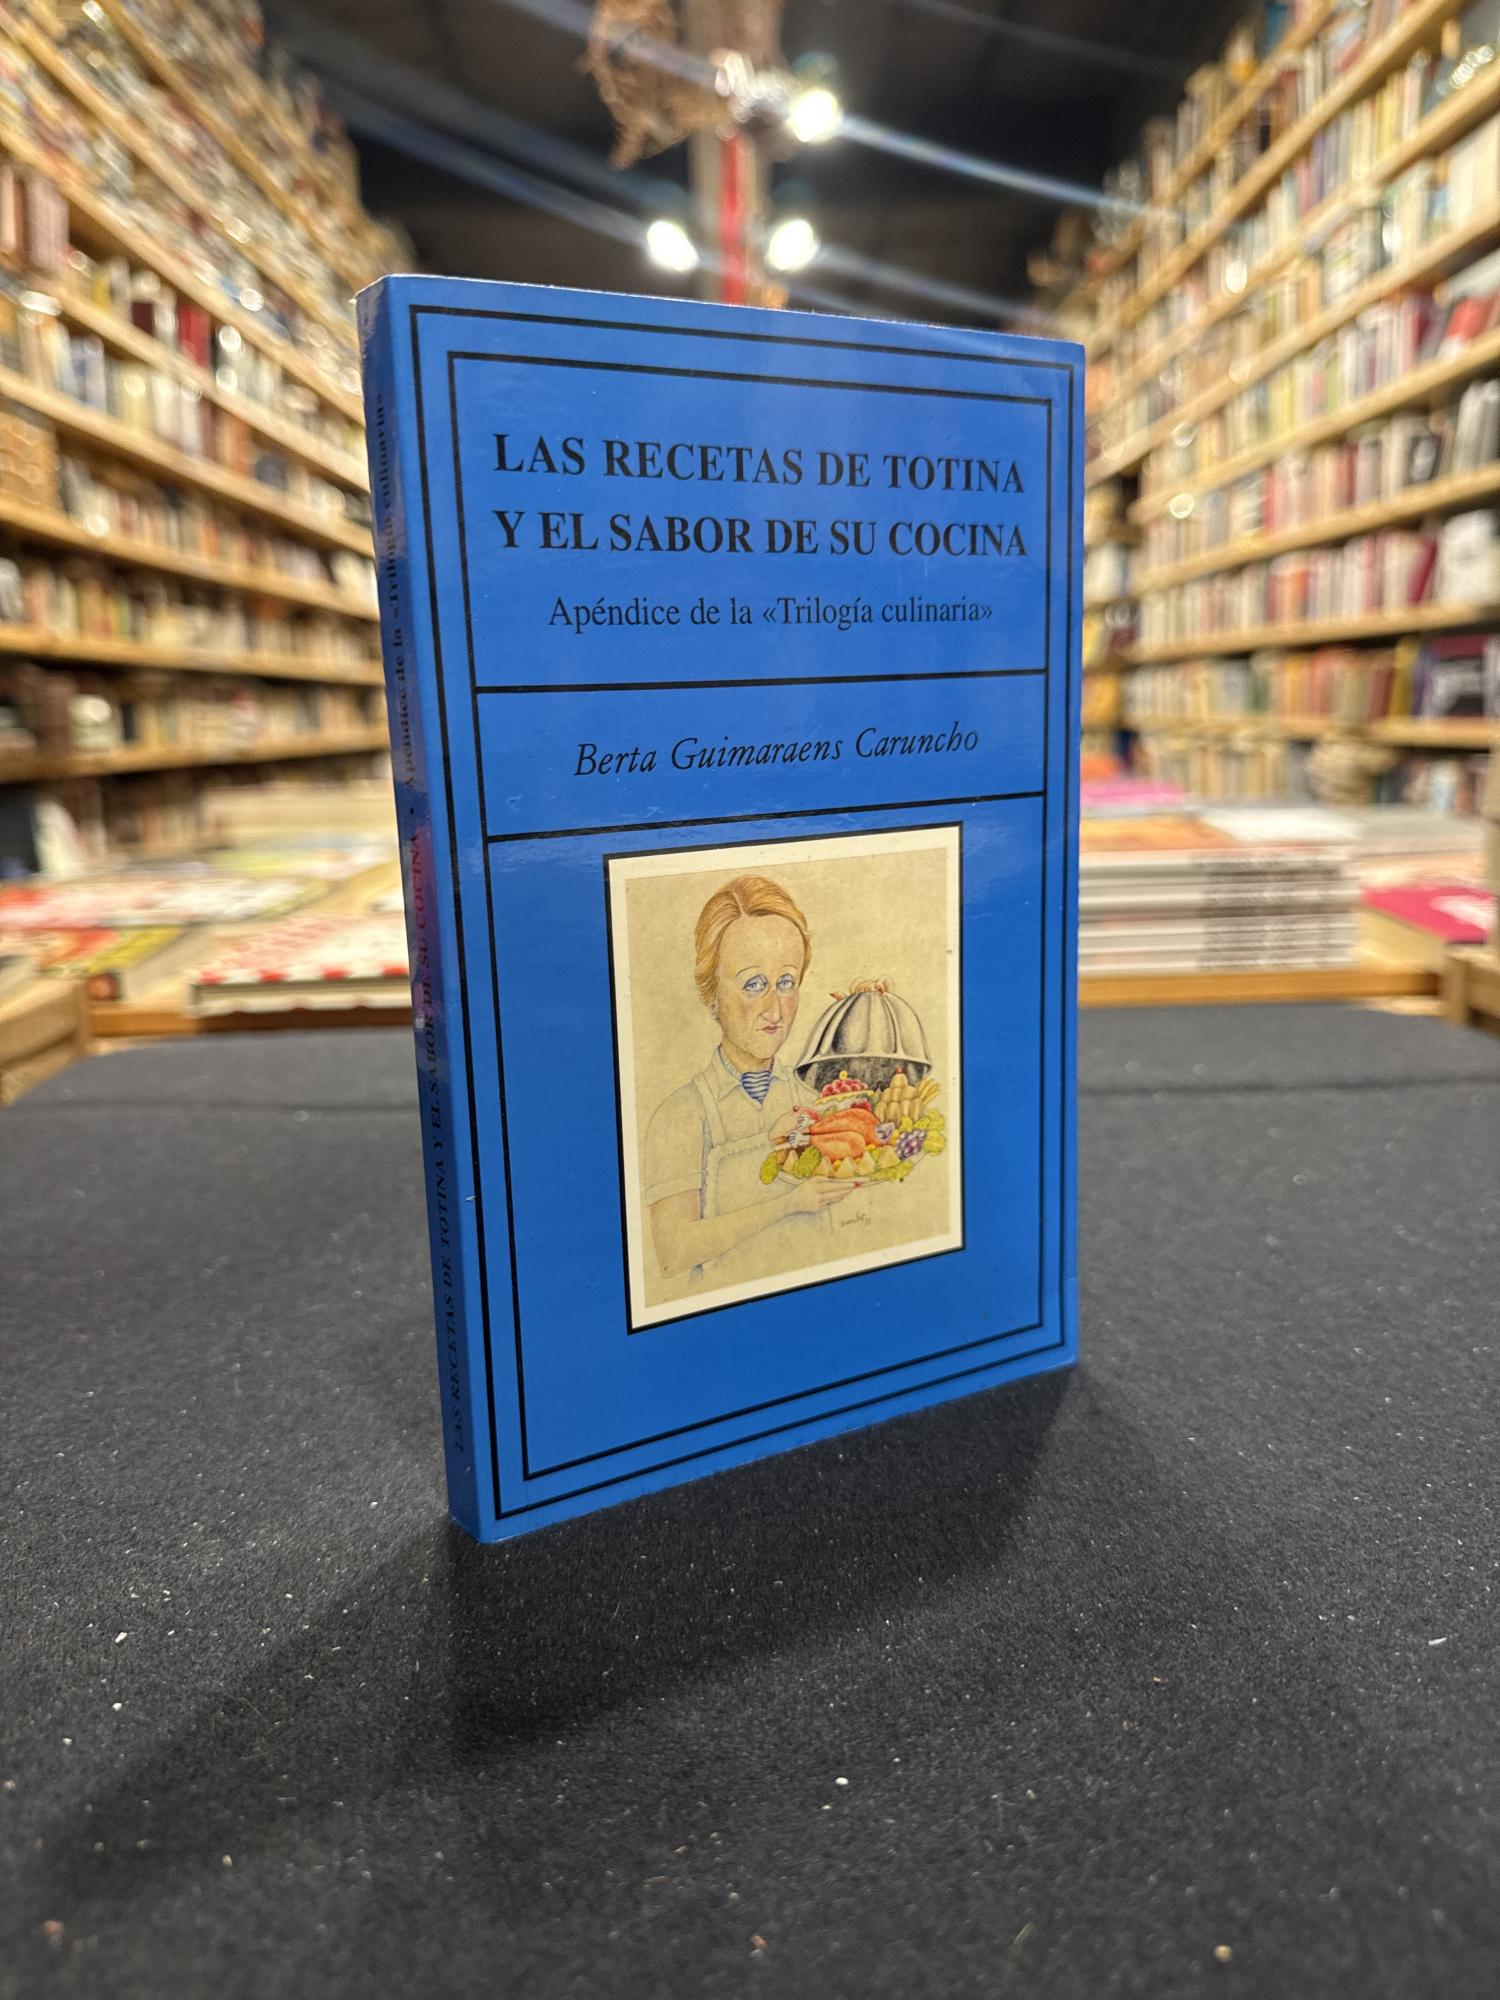 LAS RECETAS DE TOTINA
Y EL SABOR DE SU COCINA
Apéndice de la «Trilogía culinaria»
Berta Guimaraens Caruncho
LAS RECETAS DE TOTINA Y EL SABOR DE SU COCINA • Apéndice de la «Trilogía culinaria»